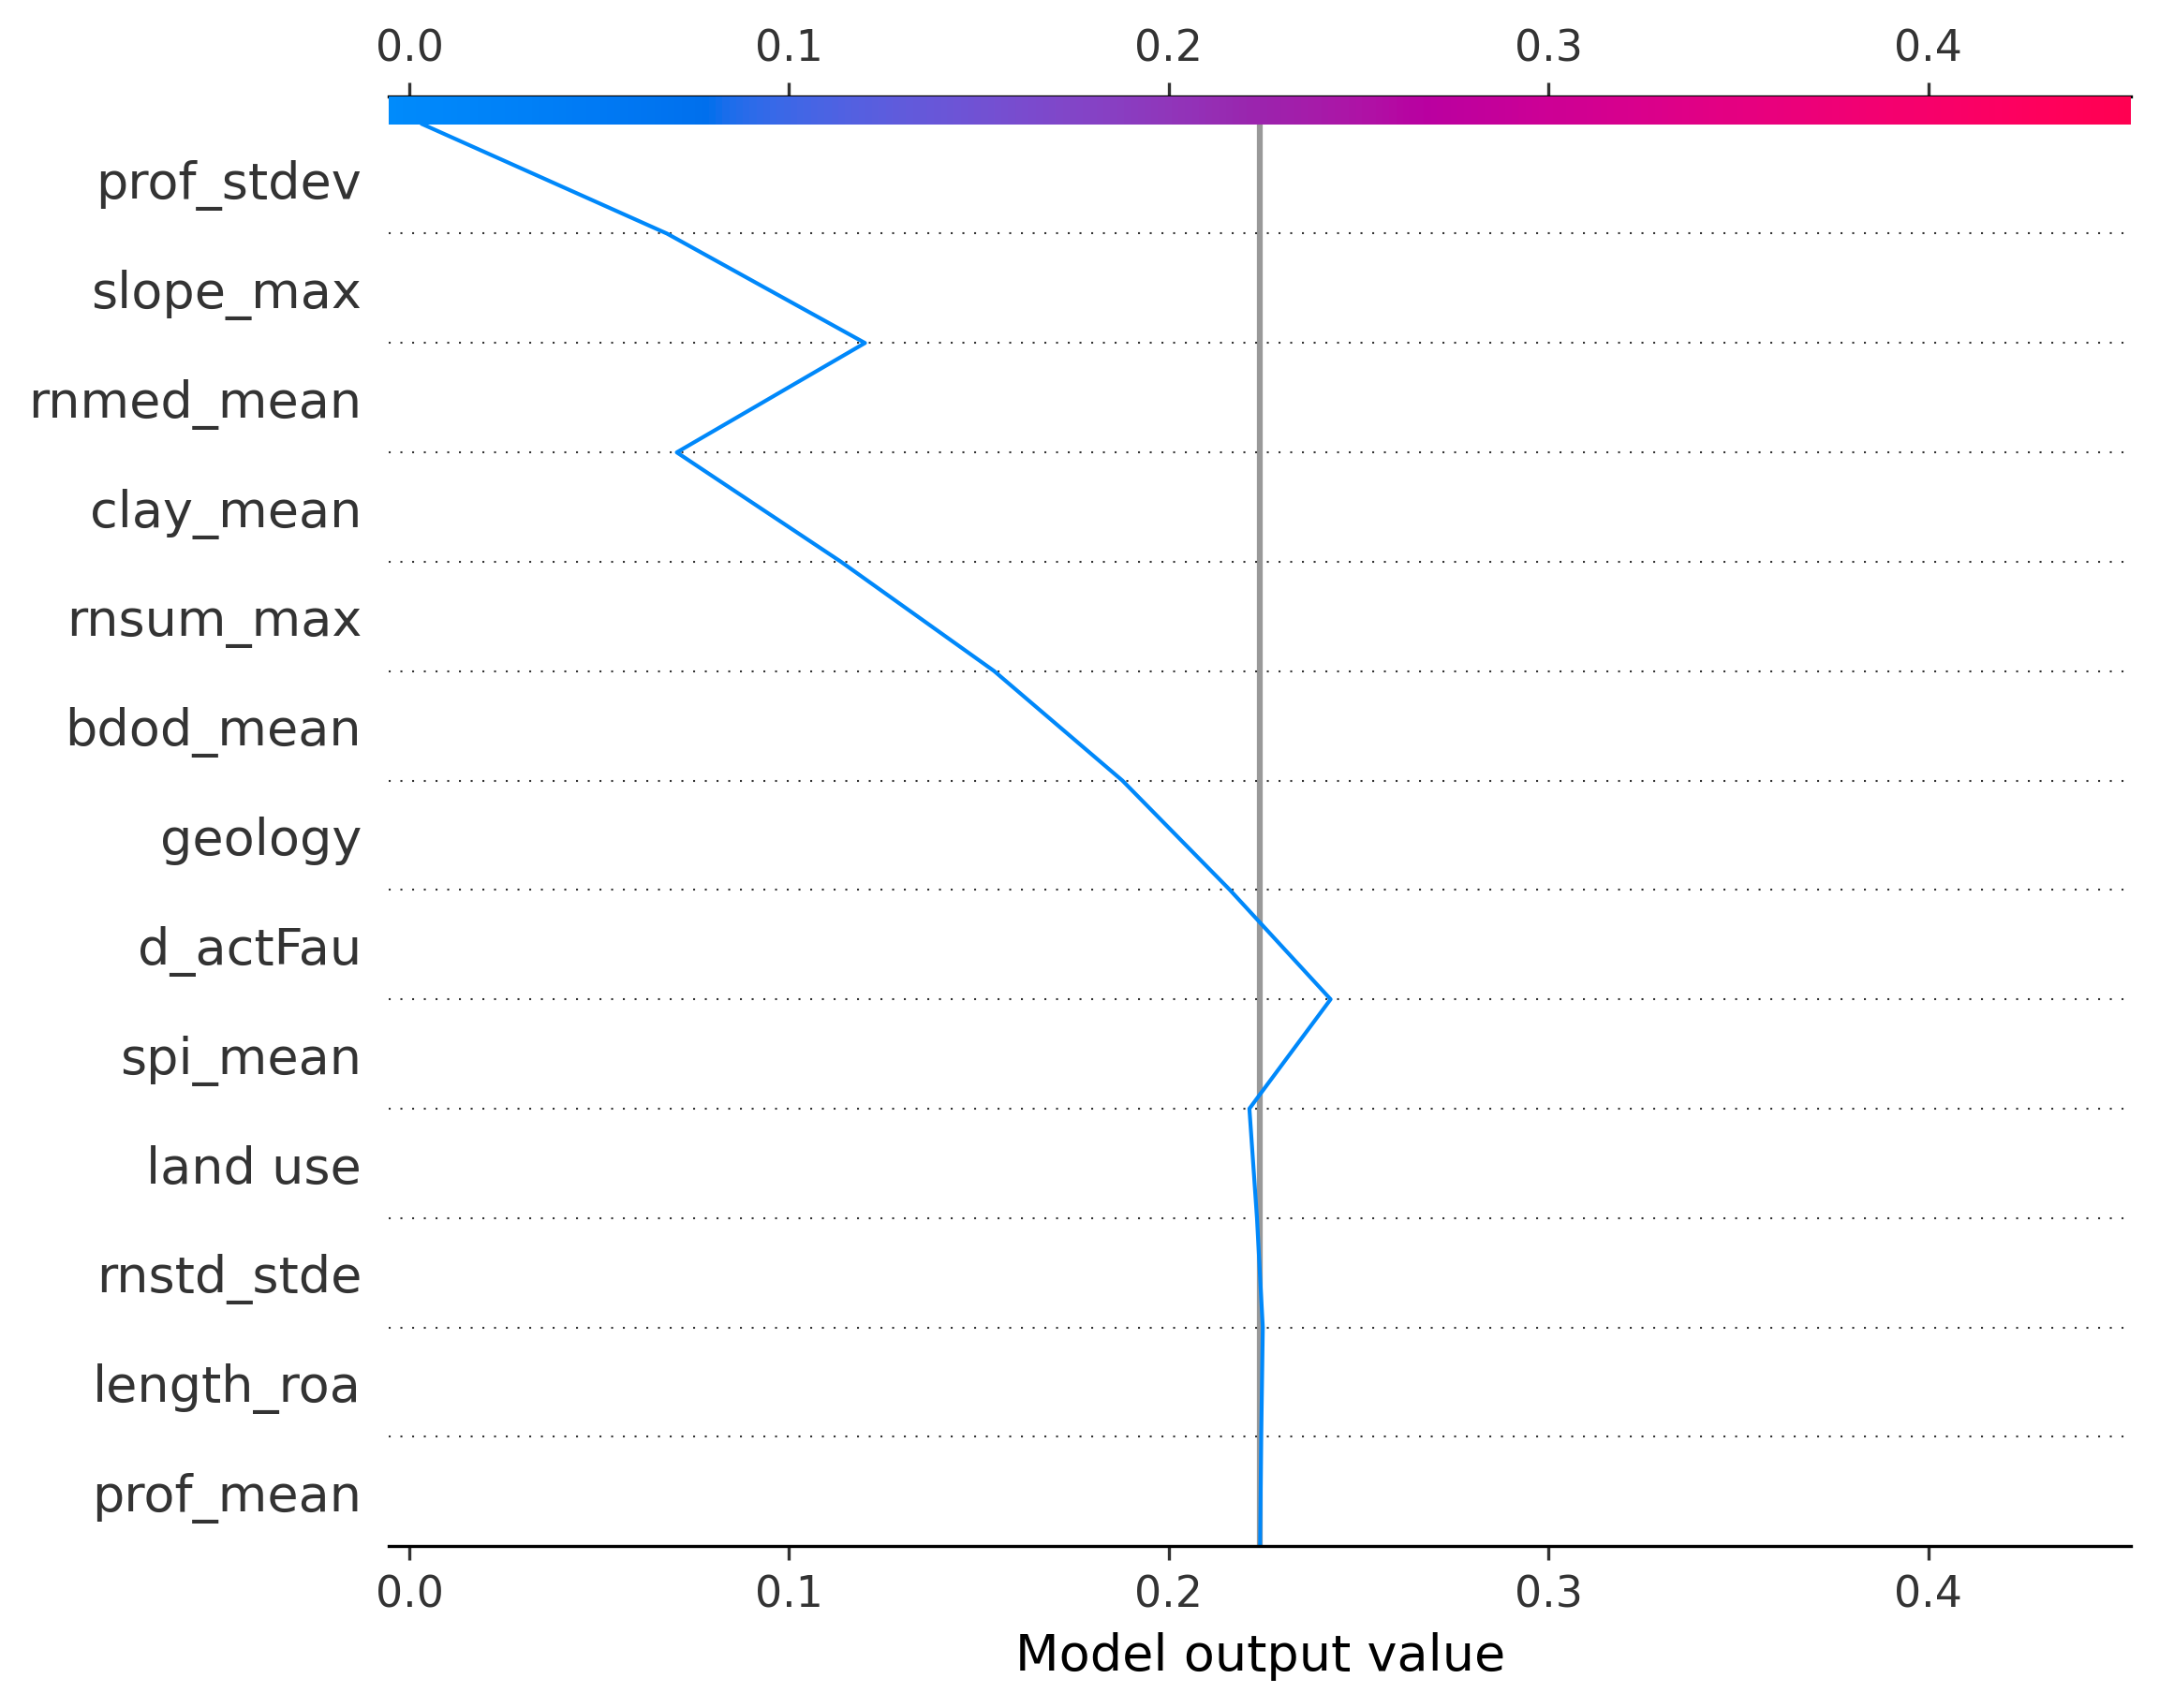 0.0 0.1 0.2 0.3 0.4
prof_stdev
slope_max
rnmed_mean
clay_mean
rnsum_max
bdod_mean
geology
d_actFau
spi_mean
land use
rnstd_stde
length_roa
prof_mean
0.0 0.1 0.2 0.3 0.4
Model output value